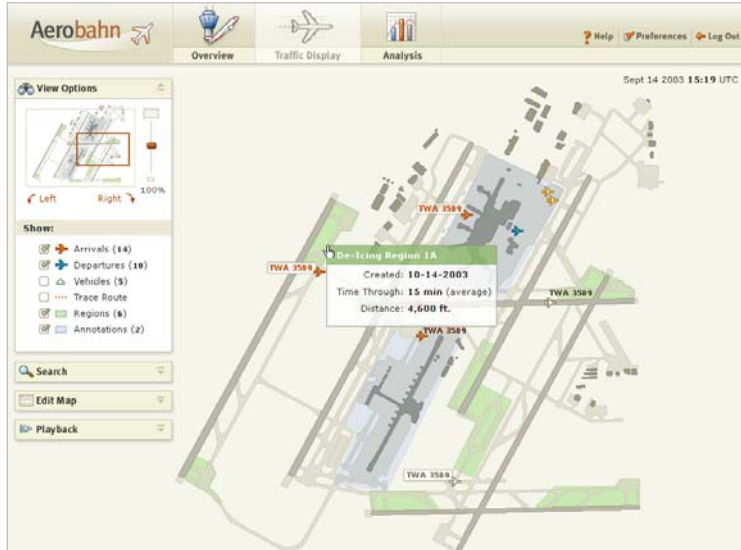 Aerobahn
Overview
Traffic Display
Analysis
Help
Preferences
Log Out
Sept 14 2003 15:19 UTC
View Options
Left
Right
100%
Show:
Arrivals (14)
Departures (18)
Vehicles (5)
Trace Route
Regions (6)
Annotations (2)
Search
Edit Map
Playback
TWA 3589
TWA 3589
De-Icing Region 1A
Created: 10-14-2003
Time Through: 15 min (average)
Distance: 4,600 ft.
TWA 3589
TWA 3589
TWA 3589